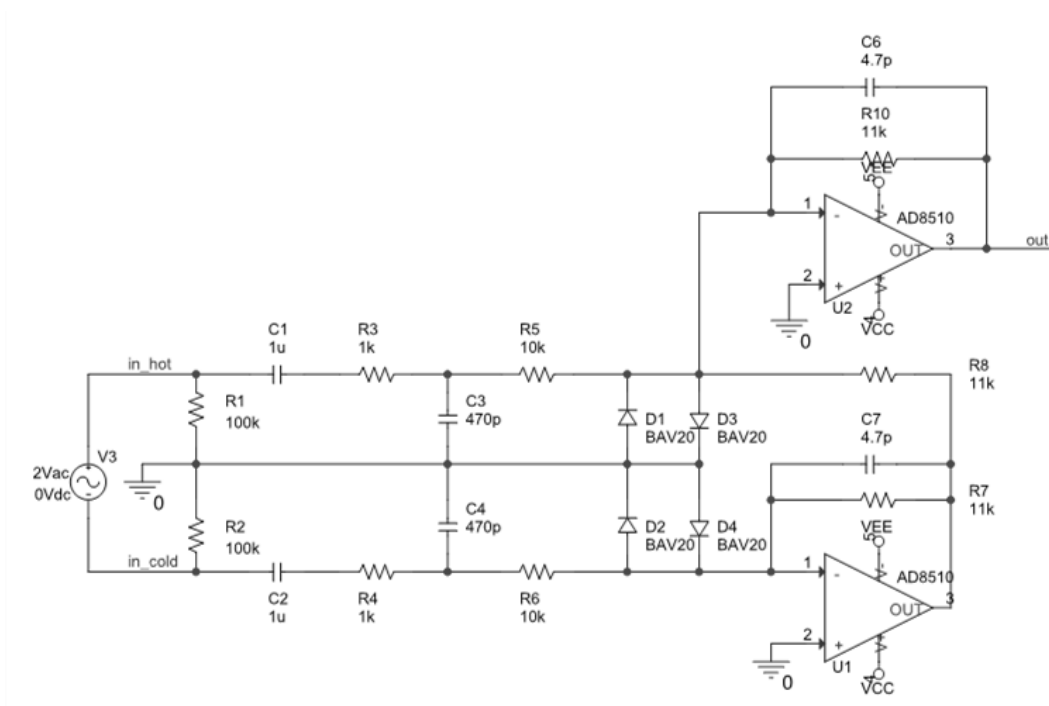 C6
4.7p
R10
11k
VEE
5
V-
1
-
AD8510
OUT
3
out
2
+
V+
U2
4
VCC
0
C1
1u
R3
1k
R5
10k
in_hot
R8
11k
R1
100k
C3
470p
D1
BAV20
D3
BAV20
C7
4.7p
V3
2Vac
0Vdc
0
R7
11k
R2
100k
C4
470p
D2
BAV20
D4
BAV20
VEE
5
V-
in_cold
1
-
AD8510
OUT
3
C2
1u
R4
1k
R6
10k
2
+
V+
U1
4
VCC
0